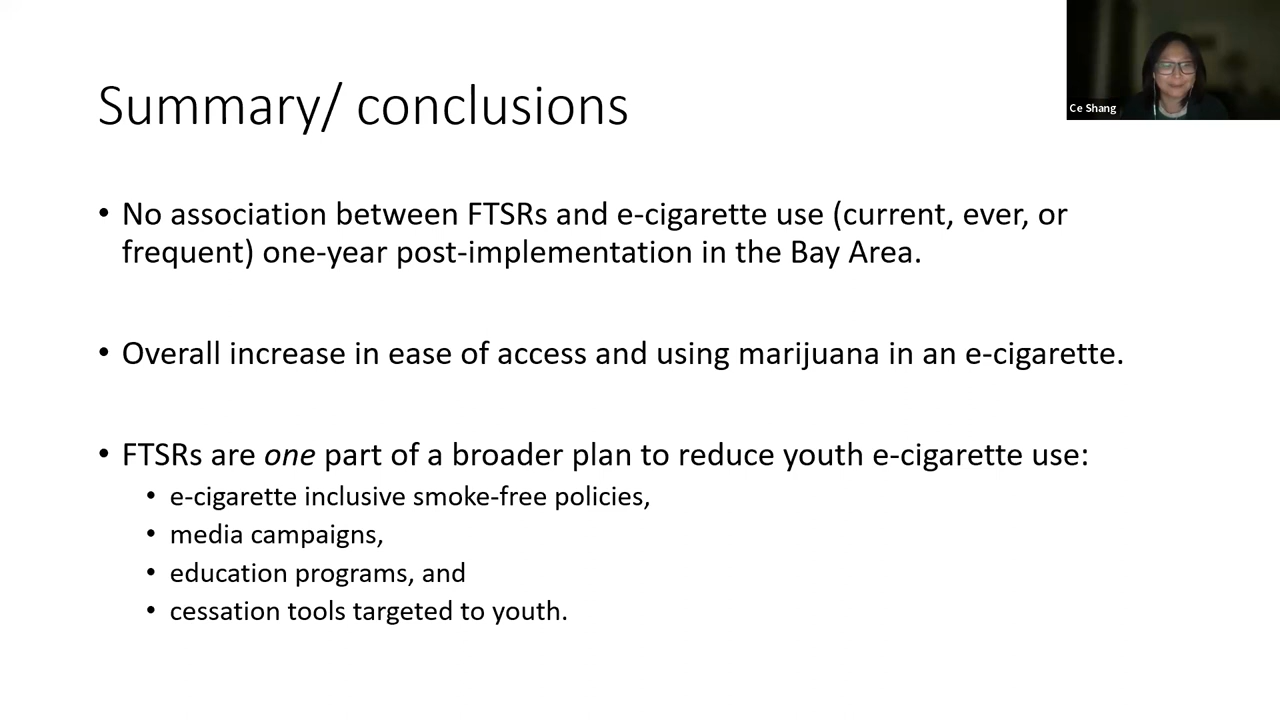 Summary/ conclusions
Ce Shang
• No association between FTSRs and e-cigarette use (current, ever, or
frequent) one-year post-implementation in the Bay Area.
• Overall increase in ease of access and using marijuana in an e-cigarette.
• FTSRs are one part of a broader plan to reduce youth e-cigarette use:
• e-cigarette inclusive smoke-free policies,
• media campaigns,
• education programs, and
• cessation tools targeted to youth.